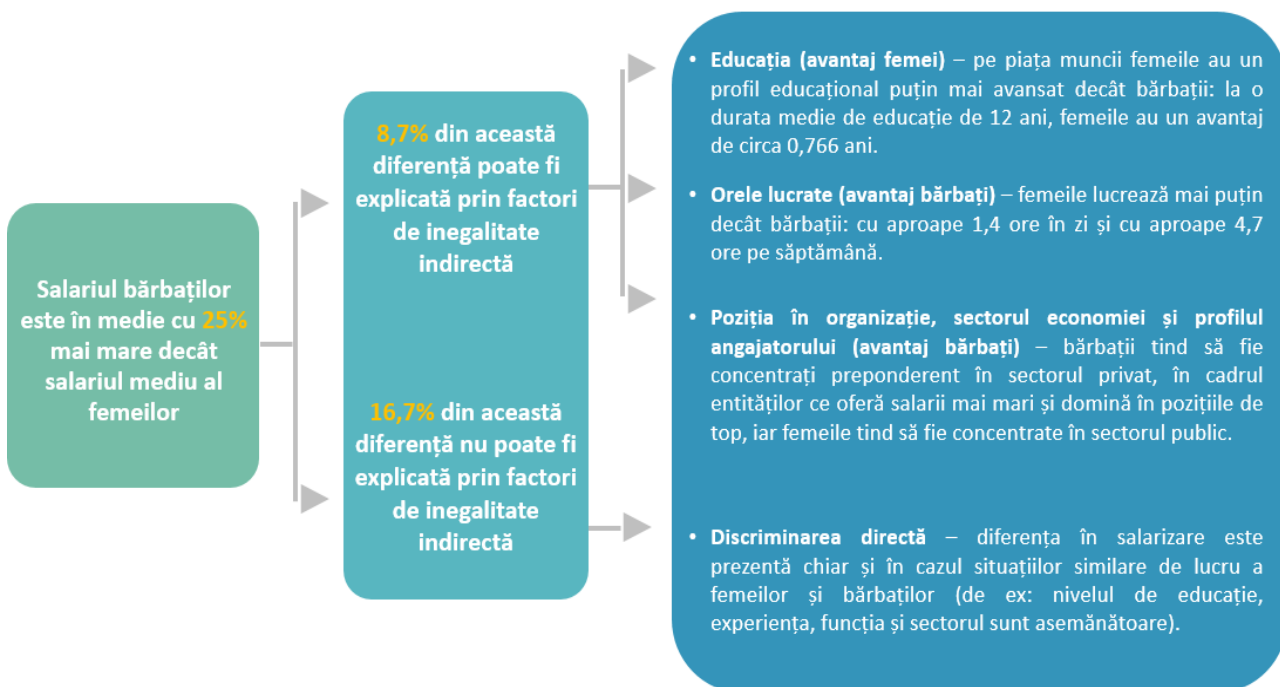 Salariul bărbaților
este în medie cu 25%
mai mare decât
salariul mediu al
femeilor
8,7% din această
diferență poate fi
explicată prin factori
de inegalitate
indirectă
16,7% din această
diferență nu poate fi
explicată prin factori
de inegalitate
indirectă
• Educația (avantaj femei) – pe piața muncii femeile au un
profil educațional puțin mai avansat decât bărbații: la o
durata medie de educație de 12 ani, femeile au un avantaj
de circa 0,766 ani.
• Orele lucrate (avantaj bărbați) – femeile lucrează mai puțin
decât bărbații: cu aproape 1,4 ore în zi și cu aproape 4,7
ore pe săptămână.
• Poziția în organizație, sectorul economiei și profilul
angajatorului (avantaj bărbați) – bărbații tind să fie
concentrați preponderent în sectorul privat, în cadrul
entităților ce oferă salarii mai mari și domină în pozițiile de
top, iar femeile tind să fie concentrate în sectorul public.
• Discriminarea directă – diferența în salarizare este
prezentă chiar și în cazul situațiilor similare de lucru a
femeilor și bărbaților (de ex: nivelul de educație,
experiența, funcția și sectorul sunt asemănătoare).